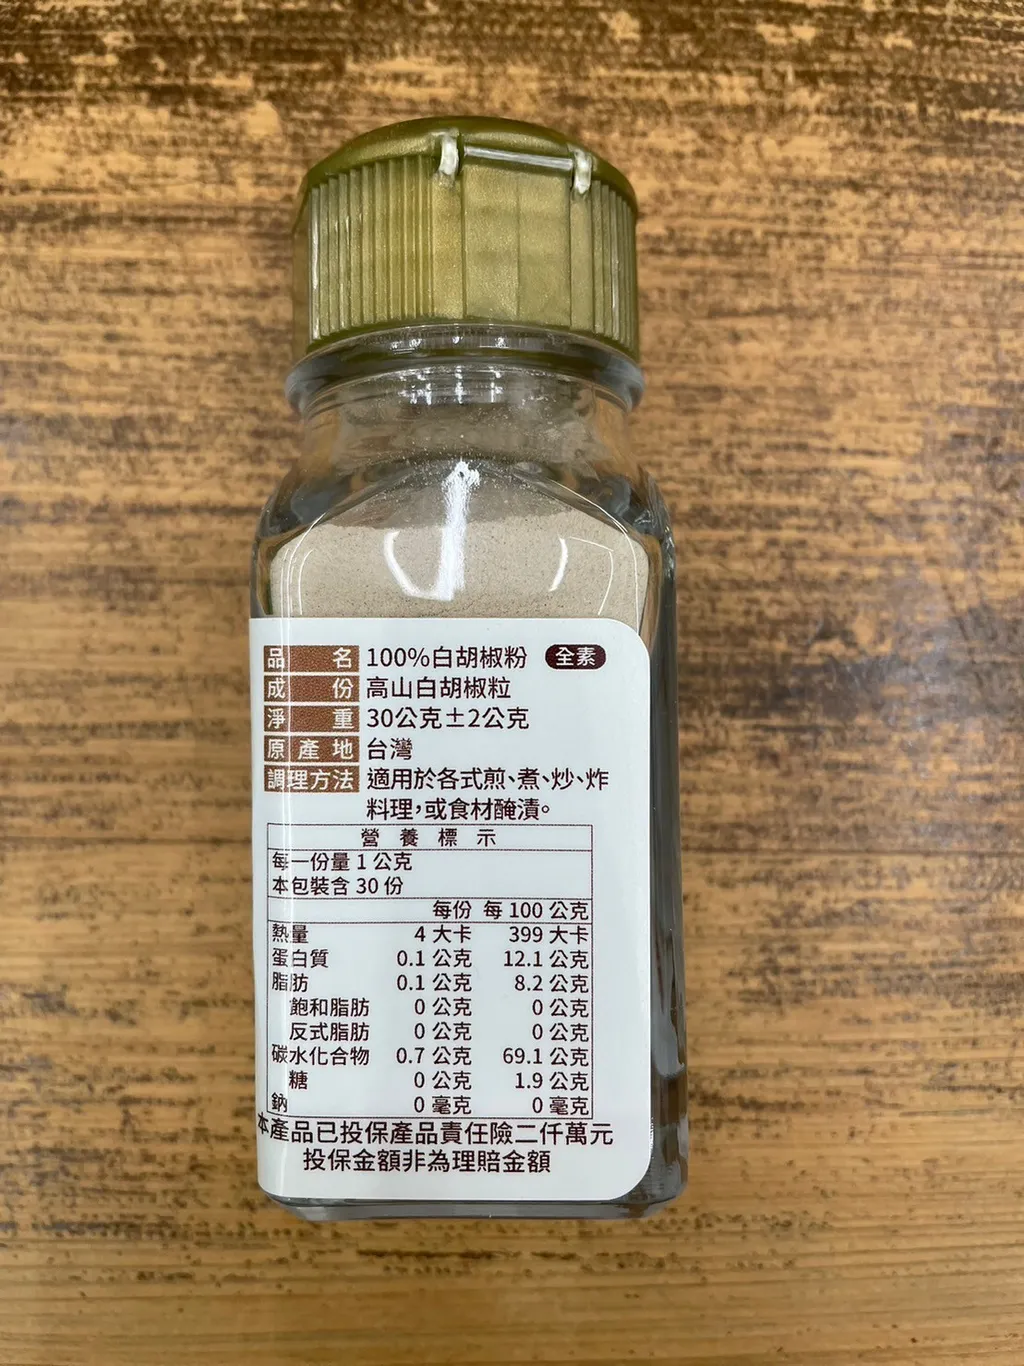 品名 100%白胡椒粉 全素
成份 高山白胡椒粒
淨重 30公克±2公克
原產地 台灣
調理方法 適用於各式煎、煮、炒、炸
料理,或食材醃漬。
營養標示
每一份量 1 公克
本包裝含 30 份
每份 每 100 公克
熱量 4 大卡 399 大卡
蛋白質 0.1 公克 12.1 公克
脂肪 0.1 公克 8.2 公克
飽和脂肪 0 公克 0 公克
反式脂肪 0 公克 0 公克
碳水化合物 0.7 公克 69.1 公克
糖 0 公克 1.9 公克
鈉 0 毫克 0 毫克
本產品已投保產品責任險二仟萬元
投保金額非為理賠金額